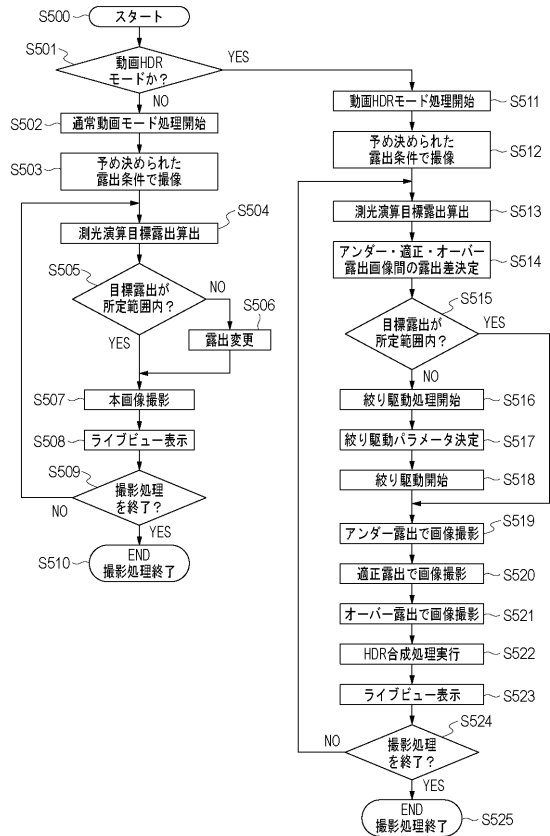 S500
スタート
S501
動画HDR
モードか?
YES
NO
S502
通常動画モード処理開始
S503
予め決められた
露出条件で撮像
S504
測光演算目標露出算出
S505
目標露出が
所定範囲内?
NO
S506
露出変更
YES
S507
本画像撮影
S508
ライブビュー表示
S509
撮影処理
を終了?
NO
YES
S510
END
撮影処理終了
動画HDRモード処理開始
S511
予め決められた
露出条件で撮像
S512
測光演算目標露出算出
S513
アンダー・適正・オーバー
露出画像間の露出差決定
S514
S515
目標露出が
所定範囲内?
YES
NO
絞り駆動処理開始
S516
絞り駆動パラメータ決定
S517
絞り駆動開始
S518
アンダー露出で画像撮影
S519
適正露出で画像撮影
S520
オーバー露出で画像撮影
S521
HDR合成処理実行
S522
ライブビュー表示
S523
S524
撮影処理
を終了?
NO
YES
END
撮影処理終了
S525